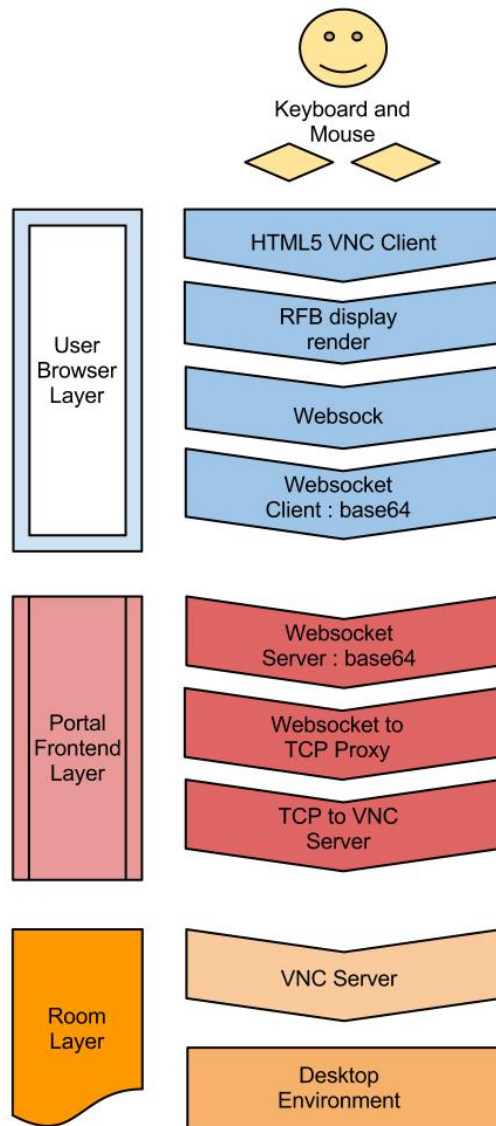 Keyboard and
Mouse
HTML5 VNC Client
RFB display
render
User
Browser
Layer
Websock
Websocket
Client : base64
Websocket
Server : base64
Portal
Frontend
Layer
Websocket to
TCP Proxy
TCP to VNC
Server
VNC Server
Room
Layer
Desktop
Environment